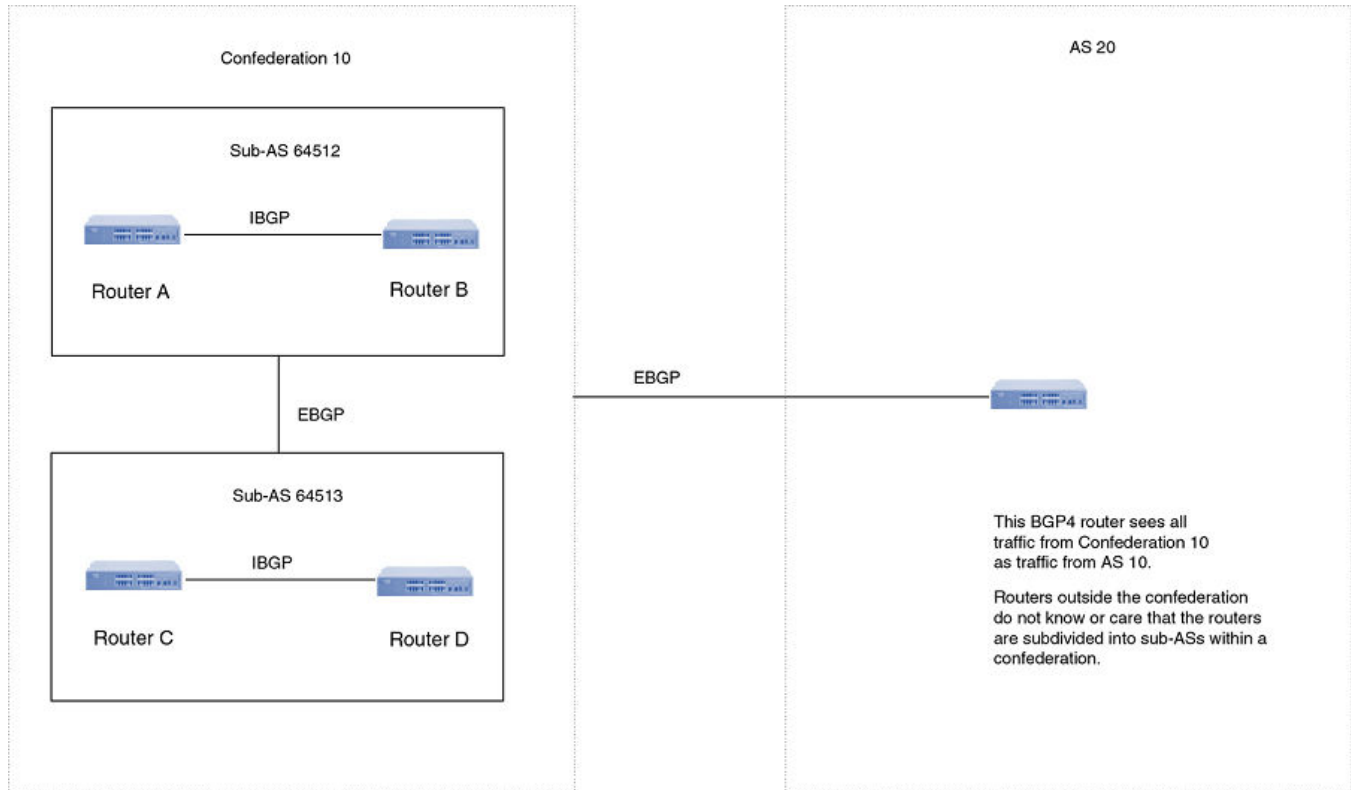 Confederation 10
AS 20
Sub-AS 64512
IBGP
Router A
Router B
EBGP
EBGP
Sub-AS 64513
IBGP
Router C
Router D
This BGP4 router sees all
traffic from Confederation 10
as traffic from AS 10.
Routers outside the confederation
do not know or care that the routers
are subdivided into sub-ASs within a
confederation.